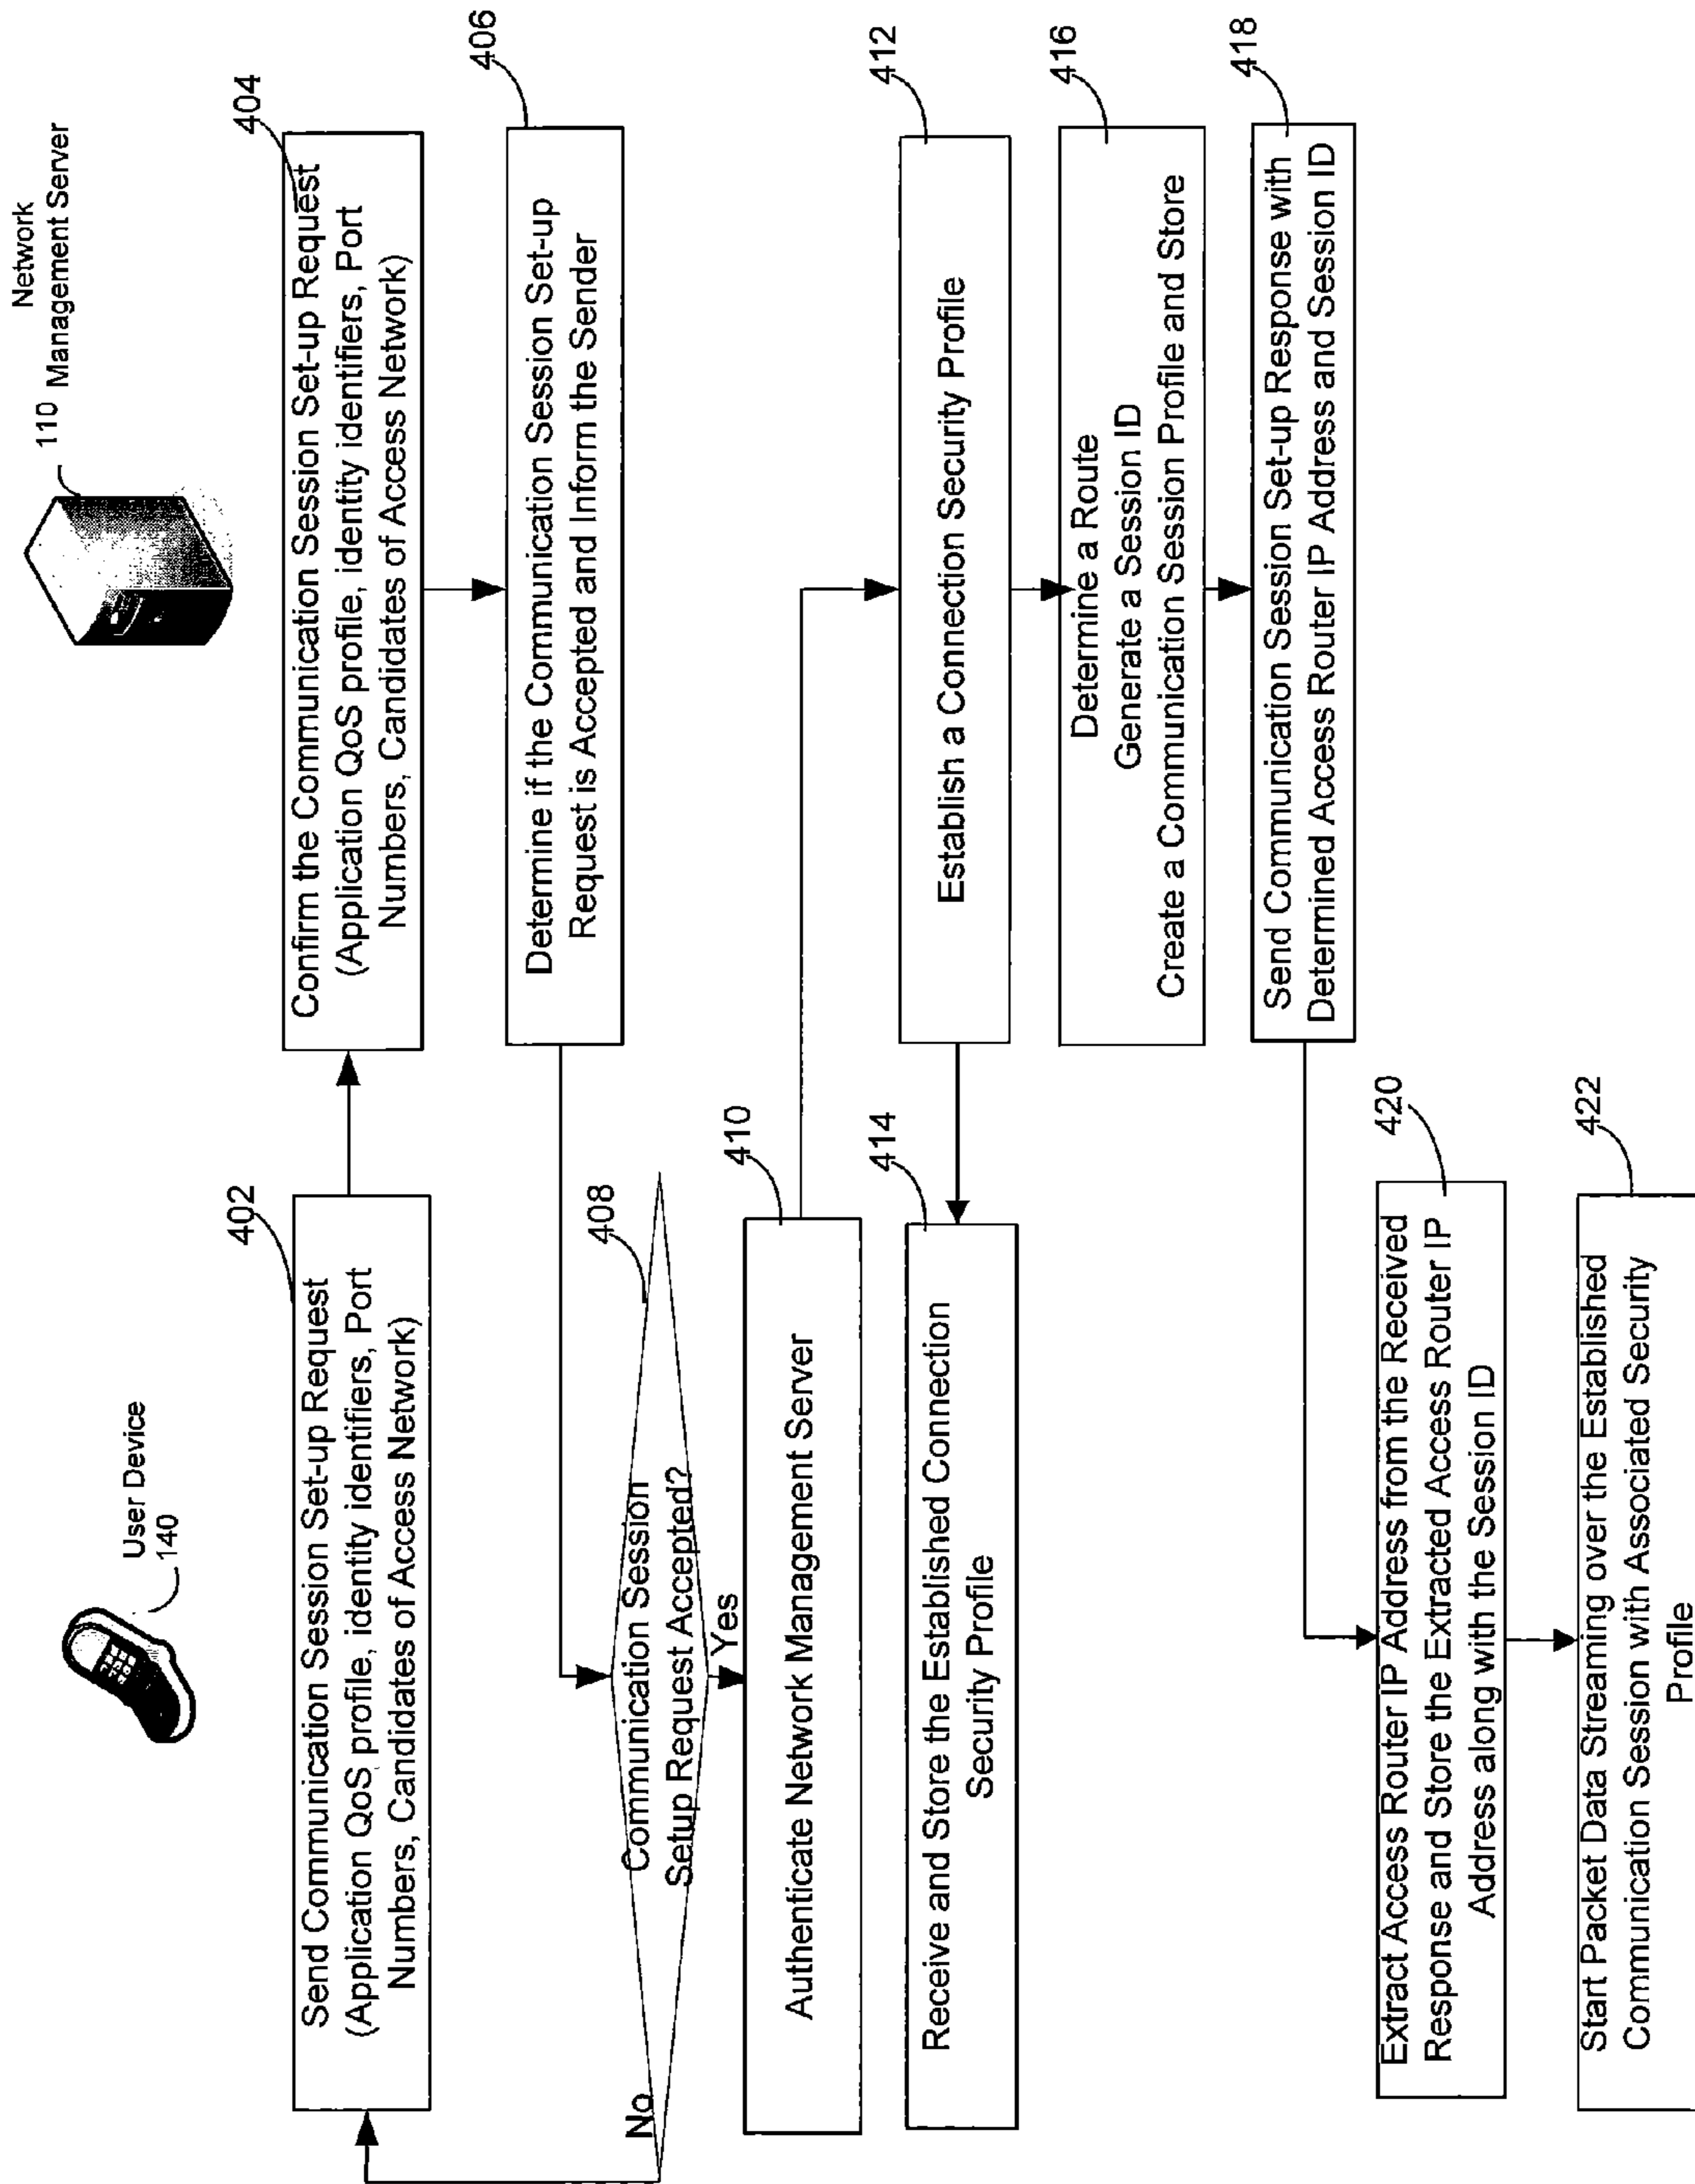 User Device
140
Network
110 Management Server
402
Send Communication Session Set-up Request
(Application QoS profile, identity identifiers, Port
Numbers, Candidates of Access Network)
404
Confirm the Communication Session Set-up Request
(Application QoS profile, identity identifiers, Port
Numbers, Candidates of Access Network)
406
Determine if the Communication Session Set-up
Request is Accepted and Inform the Sender
408
Communication Session
Setup Request Accepted?
No
Yes
410
Authenticate Network Management Server
412
Establish a Connection Security Profile
414
Receive and Store the Established Connection
Security Profile
416
Determine a Route
Generate a Session ID
Create a Communication Session Profile and Store
418
Send Communication Session Set-up Response with
Determined Access Router IP Address and Session ID
420
Extract Access Router IP Address from the Received
Response and Store the Extracted Access Router IP
Address along with the Session ID
422
Start Packet Data Streaming over the Established
Communication Session with Associated Security
Profile